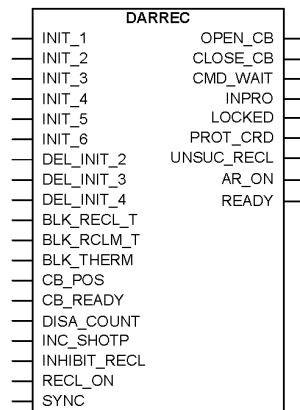 DARREC
INIT_1 OPEN_CB
INIT_2 CLOSE_CB
INIT_3 CMD_WAIT
INIT_4 INPRO
INIT_5 LOCKED
INIT_6 PROT_CRD
DEL_INIT_2 UNSUC_RECL
DEL_INIT_3 AR_ON
DEL_INIT_4 READY
BLK_RECL_T
BLK_RCLM_T
BLK_THERM
CB_POS
CB_READY
DISA_COUNT
INC_SHOTP
INHIBIT_RECL
RECL_ON
SYNC